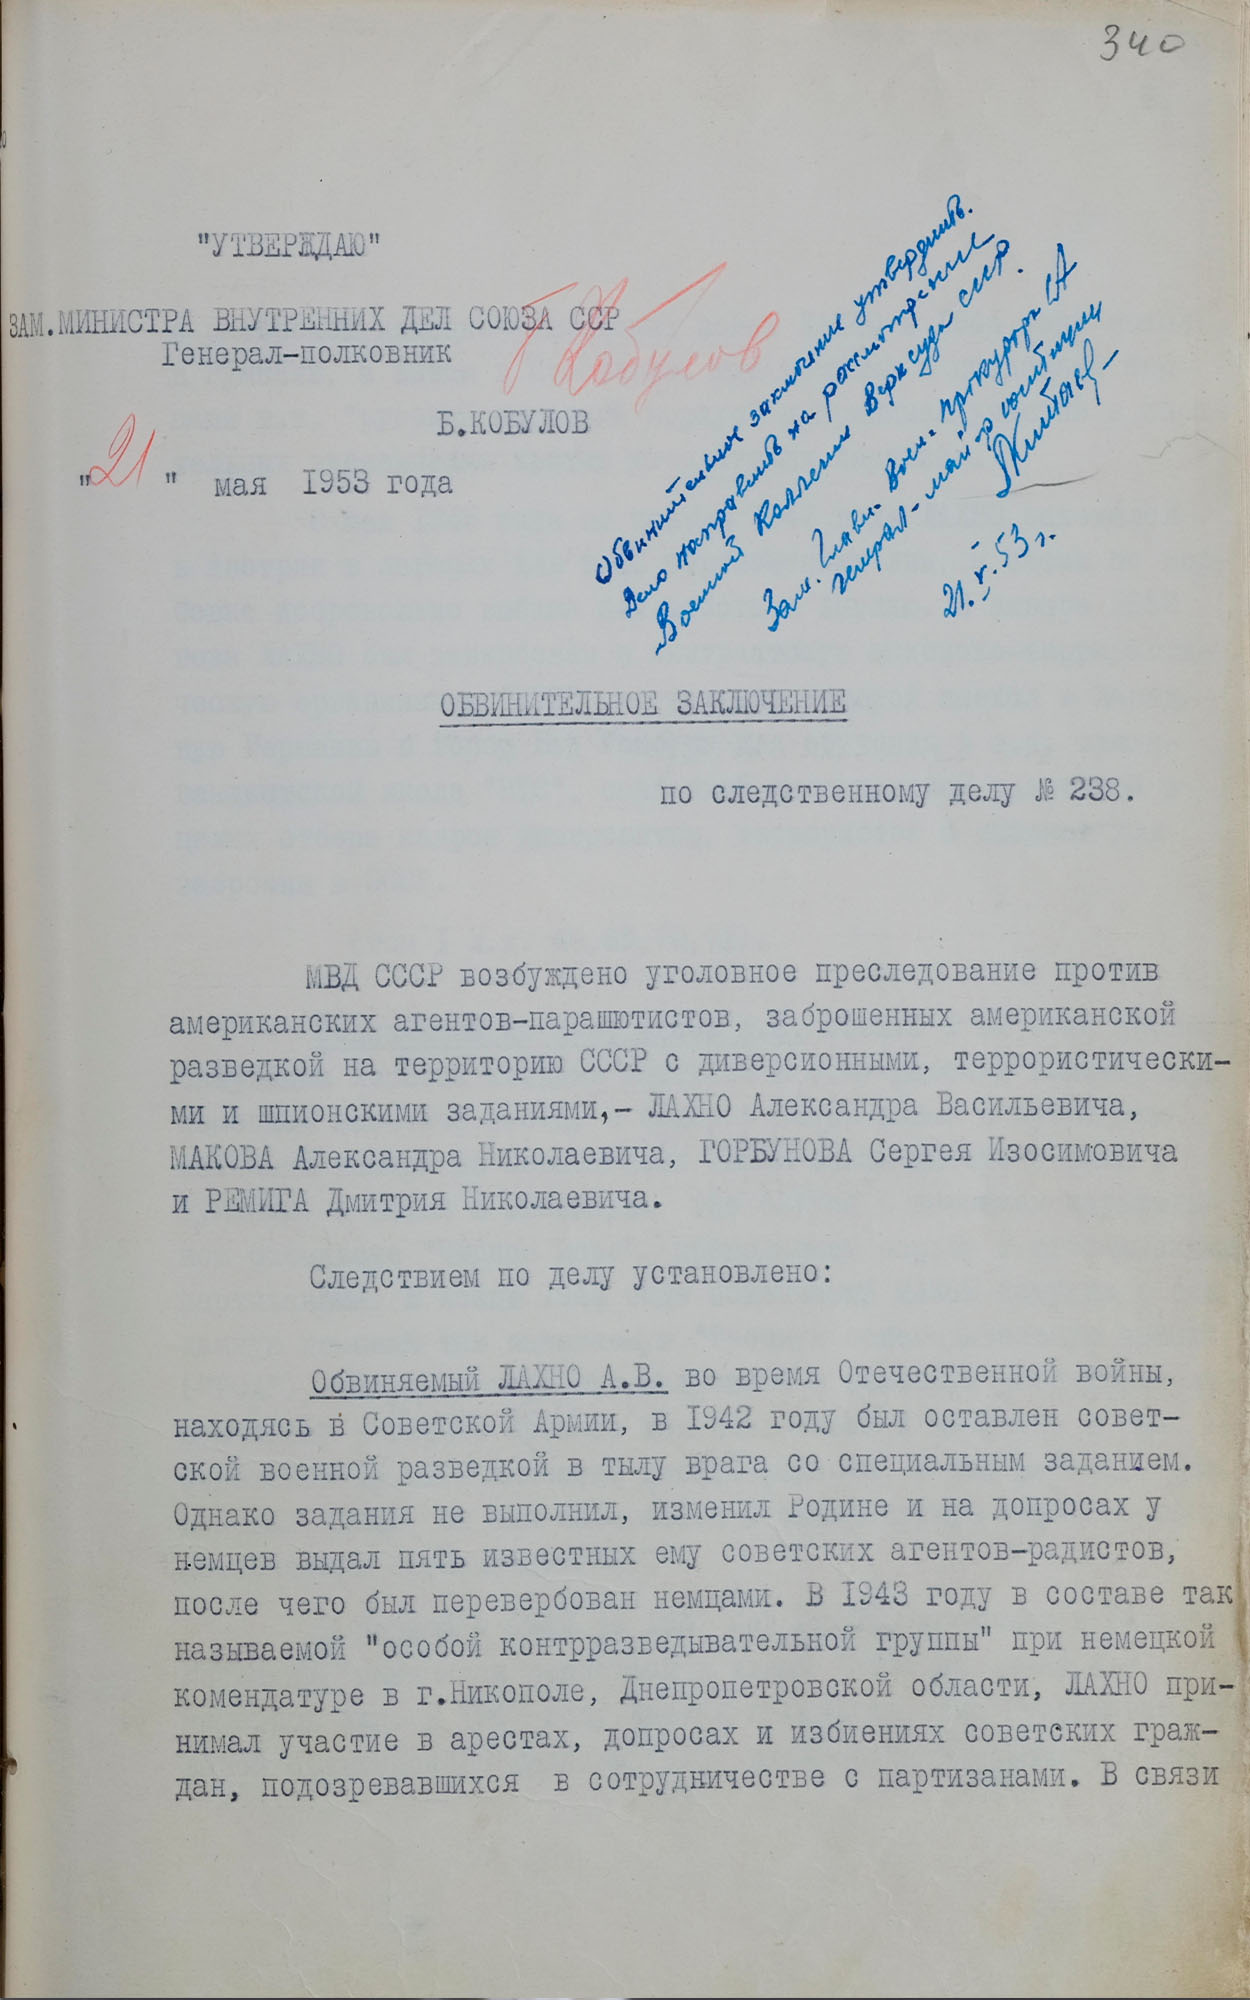 340
"УТВЕРЖДАЮ"
ЗАМ.МИНИСТРА ВНУТРЕННИХ ДЕЛ СОЮЗА ССР
Генерал-полковник
Кобулов
Б.КОБУЛОВ
"21" мая 1953 года
Обвинительное заключение утвердить.
Дело направить на рассмотрение
Военной Коллегии Верхсуда СССР.
Зам. Главн. Воен. прокурора СА
генерал-майор юстиции
Китаев
21.V.53 г.
ОБВИНИТЕЛЬНОЕ ЗАКЛЮЧЕНИЕ
по следственному делу № 238.
МВД СССР возбуждено уголовное преследование против
американских агентов-парашютистов, заброшенных американской
разведкой на территорию СССР с диверсионными, террористически-
ми и шпионскими заданиями,- ЛАХНО Александра Васильевича,
МАКОВА Александра Николаевича, ГОРБУНОВА Сергея Изосимовича
и РЕМИГА Дмитрия Николаевича.
Следствием по делу установлено:
Обвиняемый ЛАХНО А.В. во время Отечественной войны,
находясь в Советской Армии, в 1942 году был оставлен совет-
ской военной разведкой в тылу врага со специальным заданием.
Однако задания не выполнил, изменил Родине и на допросах у
немцев выдал пять известных ему советских агентов-радистов,
после чего был перевербован немцами. В 1943 году в составе так
называемой "особой контрразведывательной группы" при немецкой
комендатуре в г.Никополе, Днепропетровской области, ЛАХНО при-
нимал участие в арестах, допросах и избиениях советских граж-
дан, подозревавшихся в сотрудничестве с партизанами. В связи